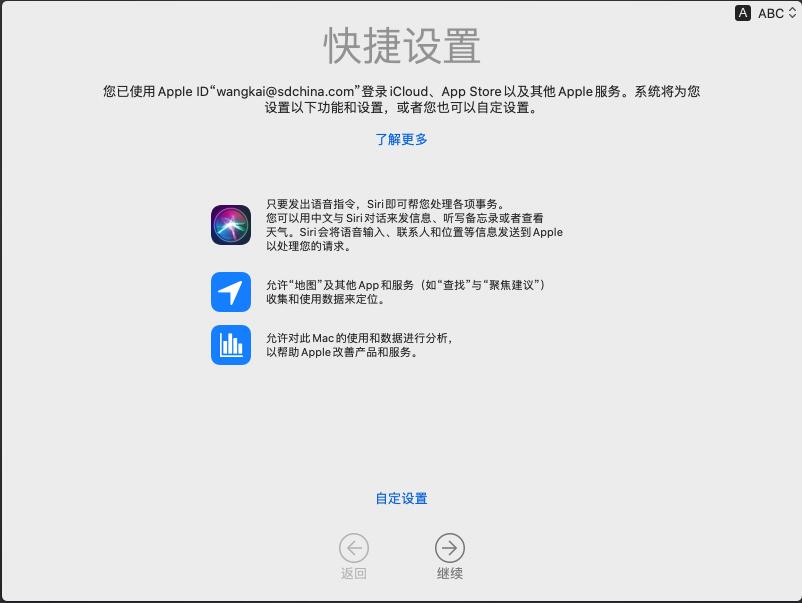 A ABC
快捷设置
您已使用 Apple ID“wangkai@sdchina.com”登录 iCloud、App Store 以及其他 Apple 服务。系统将为您
设置以下功能和设置，或者您也可以自定设置。
了解更多
只要发出语音指令，Siri 即可帮您处理各项事务。
您可以用中文与 Siri 对话来发信息、听写备忘录或者查看
天气。Siri 会将语音输入、联系人和位置等信息发送到 Apple
以处理您的请求。
允许“地图”及其他 App 和服务（如“查找”与“聚焦建议”）
收集和使用数据来定位。
允许对此 Mac 的使用和数据进行分析，
以帮助 Apple 改善产品和服务。
自定设置
返回 继续